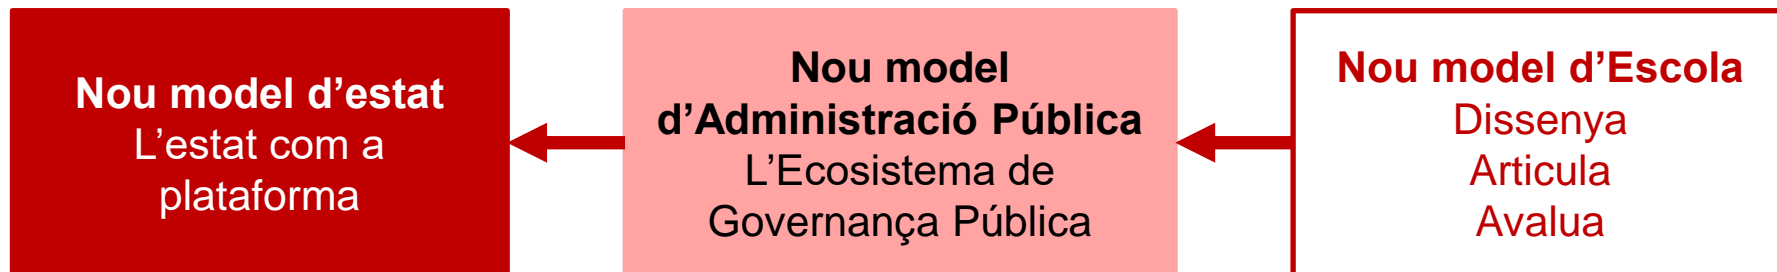 Nou model d’estat
L’estat com a
plataforma
Nou model
d’Administració Pública
L’Ecosistema de
Governança Pública
Nou model d’Escola
Dissenya
Articula
Avalua